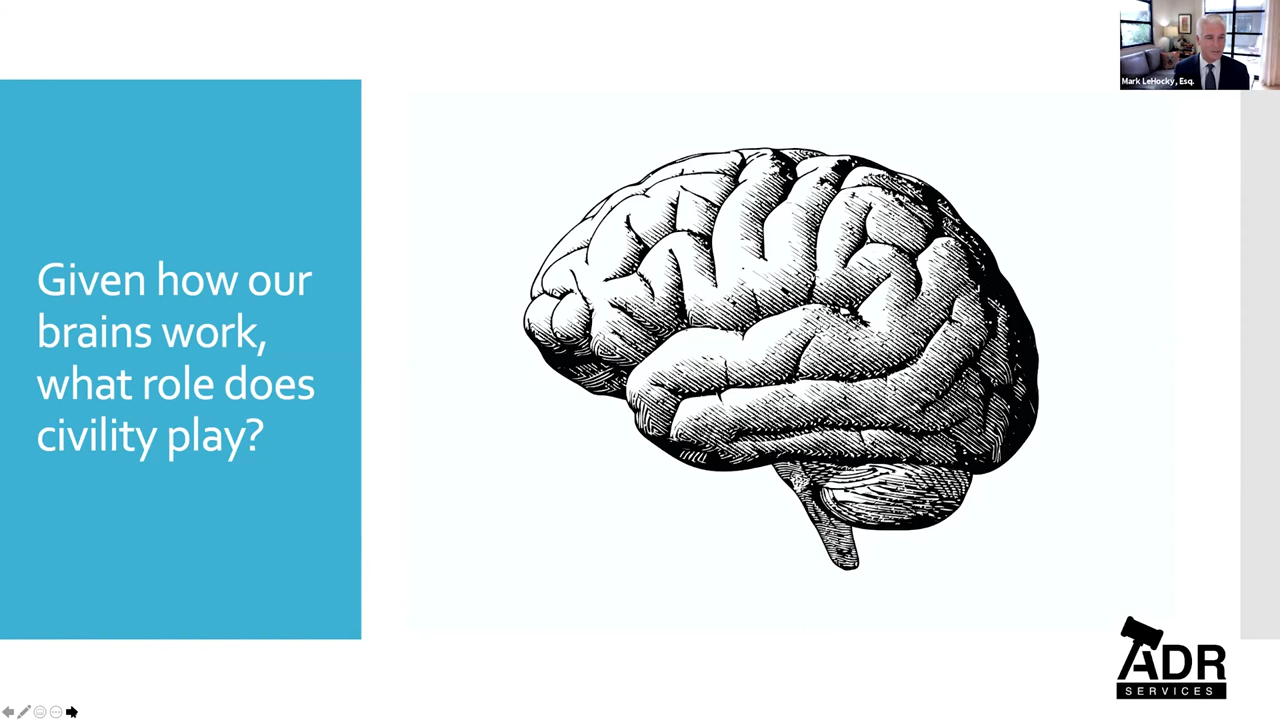 Mark LeHocky, Esq.
Given how our
brains work,
what role does
civility play?
ADR
SERVICES